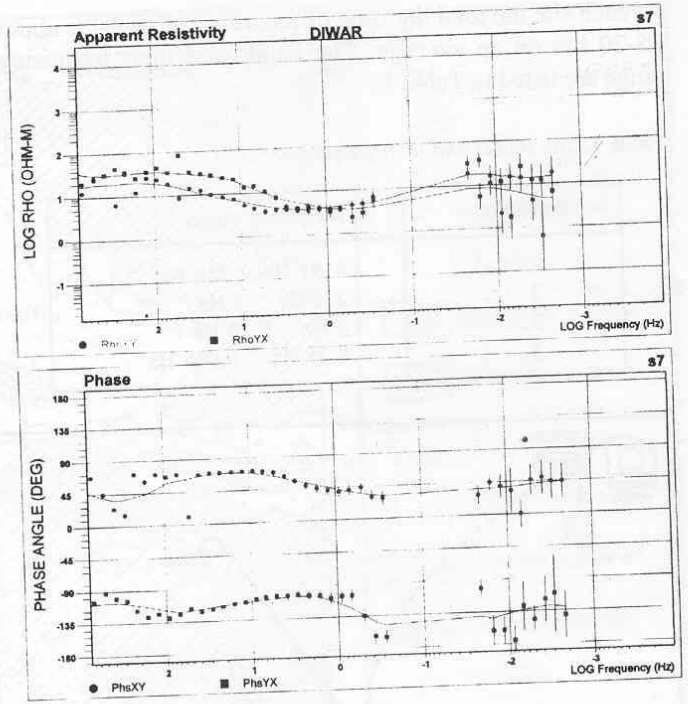 s7
Apparent Resistivity DIWAR
4
3
2
1
0
-1
LOG RHO (OHM-M)
2 1 0 -1 -2 -3
LOG Frequency (Hz)
RhoYX
s7
Phase
180
135
90
45
0
-45
-90
-135
-180
PHASE ANGLE (DEG)
2 1 0 -1 -2 -3
LOG Frequency (Hz)
PhsXY PhsYX